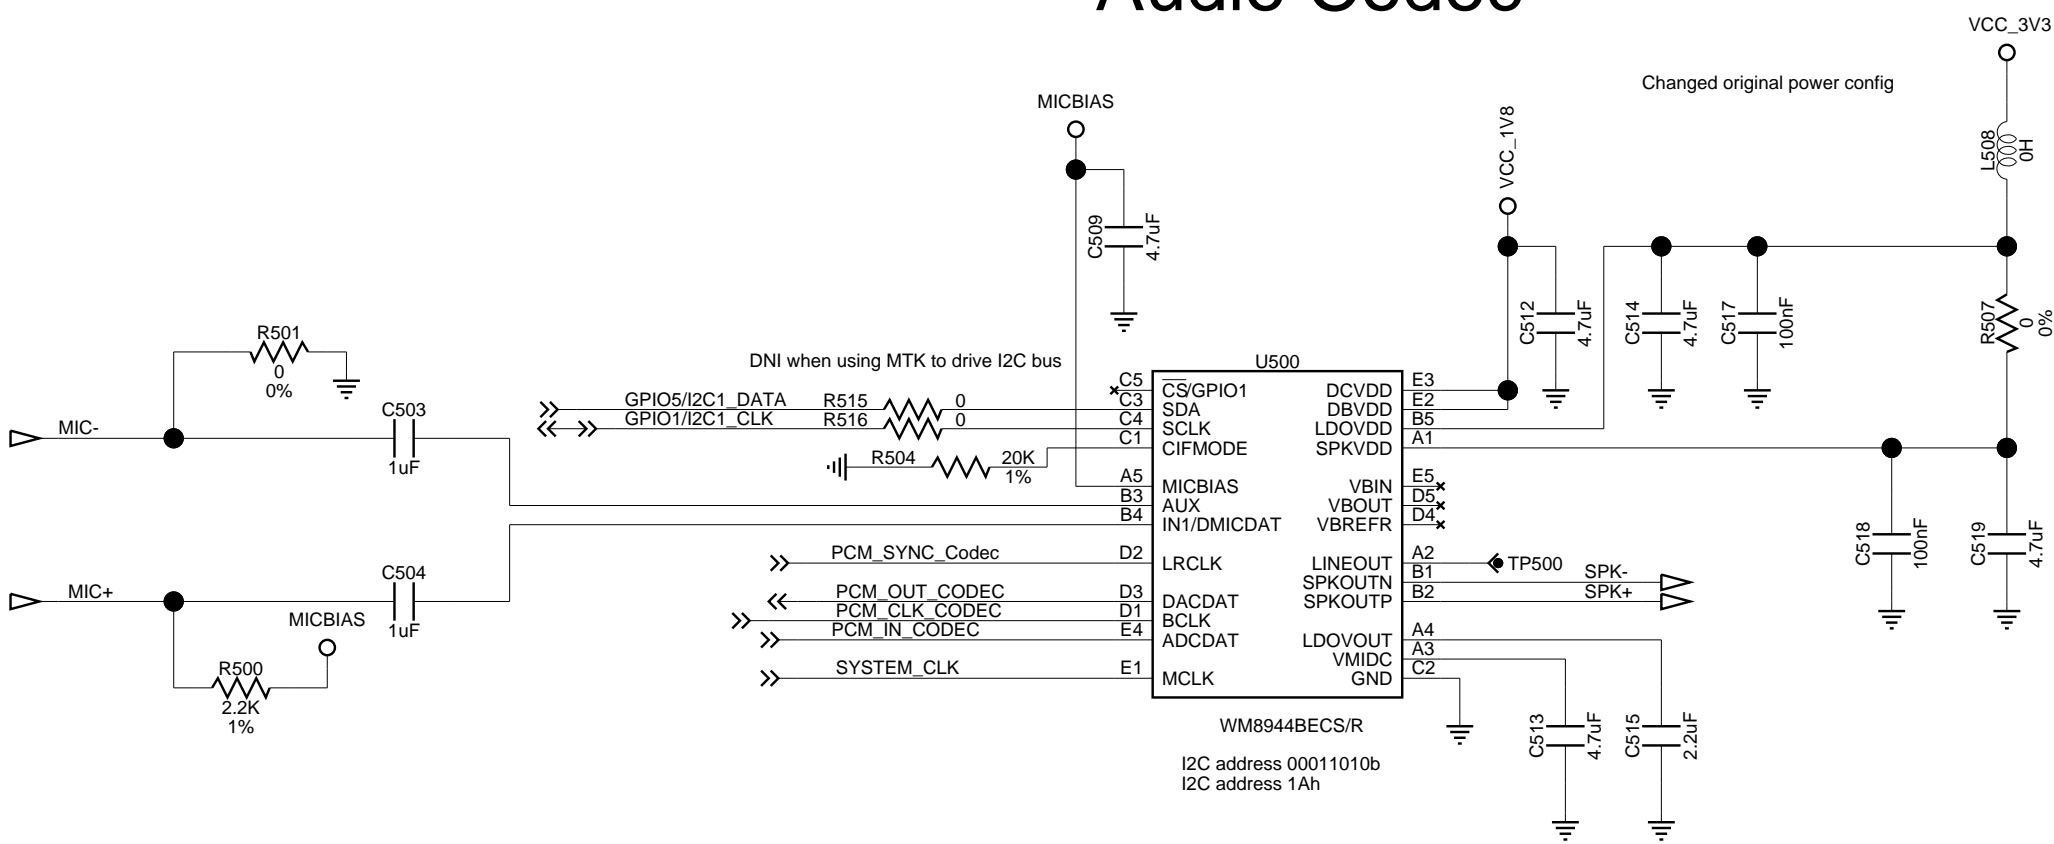 Audio Codec
VCC_3V3
Changed original power config
MICBIAS
VCC_1V8
L508
0H
C509
4.7uF
C512
4.7uF
C514
4.7uF
C517
100nF
R507
0
0%
R501
0
0%
DNI when using MTK to drive I2C bus
U500
GPIO5/I2C1_DATA R515 0 C3 SDA
GPIO1/I2C1_CLK R516 0 C4 SCLK
C5 CS/GPIO1
R504 20K 1% C1 CIFMODE
A5 MICBIAS
B3 AUX
B4 IN1/DMICDAT
PCM_SYNC_Codec D2 LRCLK
PCM_OUT_CODEC D3 DACDAT
PCM_CLK_CODEC D1 BCLK
PCM_IN_CODEC E4 ADCDAT
SYSTEM_CLK E1 MCLK
DCVDD E3
DBVDD E2
LDOVDD B5
SPKVDD A1
VBIN E5
VBOUT D5
VBREFR D4
LINEOUT A2 TP500
SPKOUTN B1 SPK-
SPKOUTP B2 SPK+
LDOVOUT A4
VMIDC A3
GND C2
MIC-
C503
1uF
MIC+
C504
1uF
MICBIAS
R500
2.2K
1%
C518
100nF
C519
4.7uF
C513
4.7uF
C515
2.2uF
WM8944BECS/R
I2C address 00011010b
I2C address 1Ah